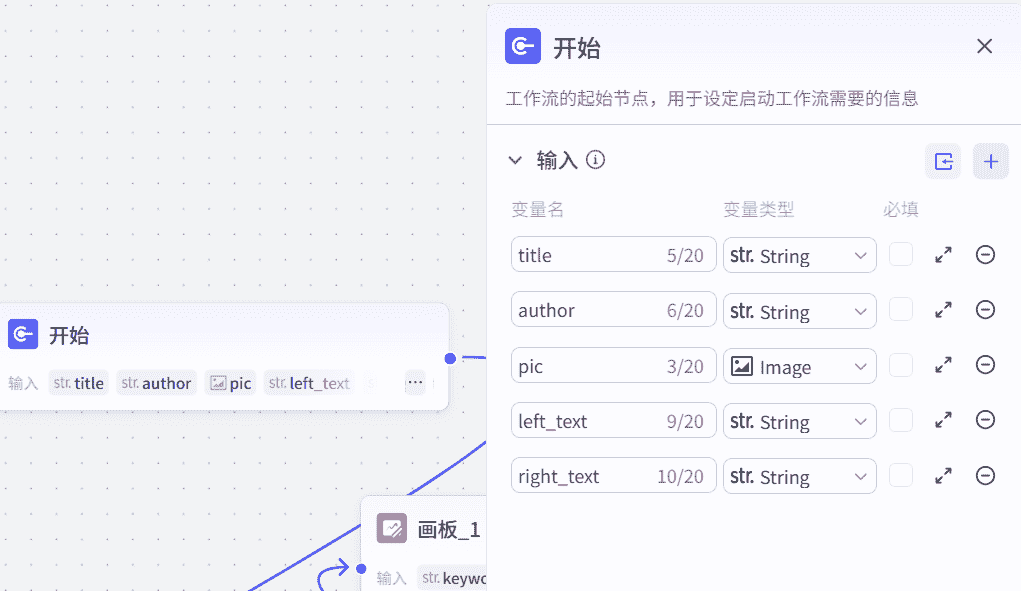 开始
工作流的起始节点，用于设定启动工作流需要的信息
输入
变量名 变量类型 必填
title 5/20 str. String
author 6/20 str. String
pic 3/20 Image
left_text 9/20 str. String
right_text 10/20 str. String
开始
输入 str. title str. author pic str. left_text s ...
画板_1
输入 str. keywo